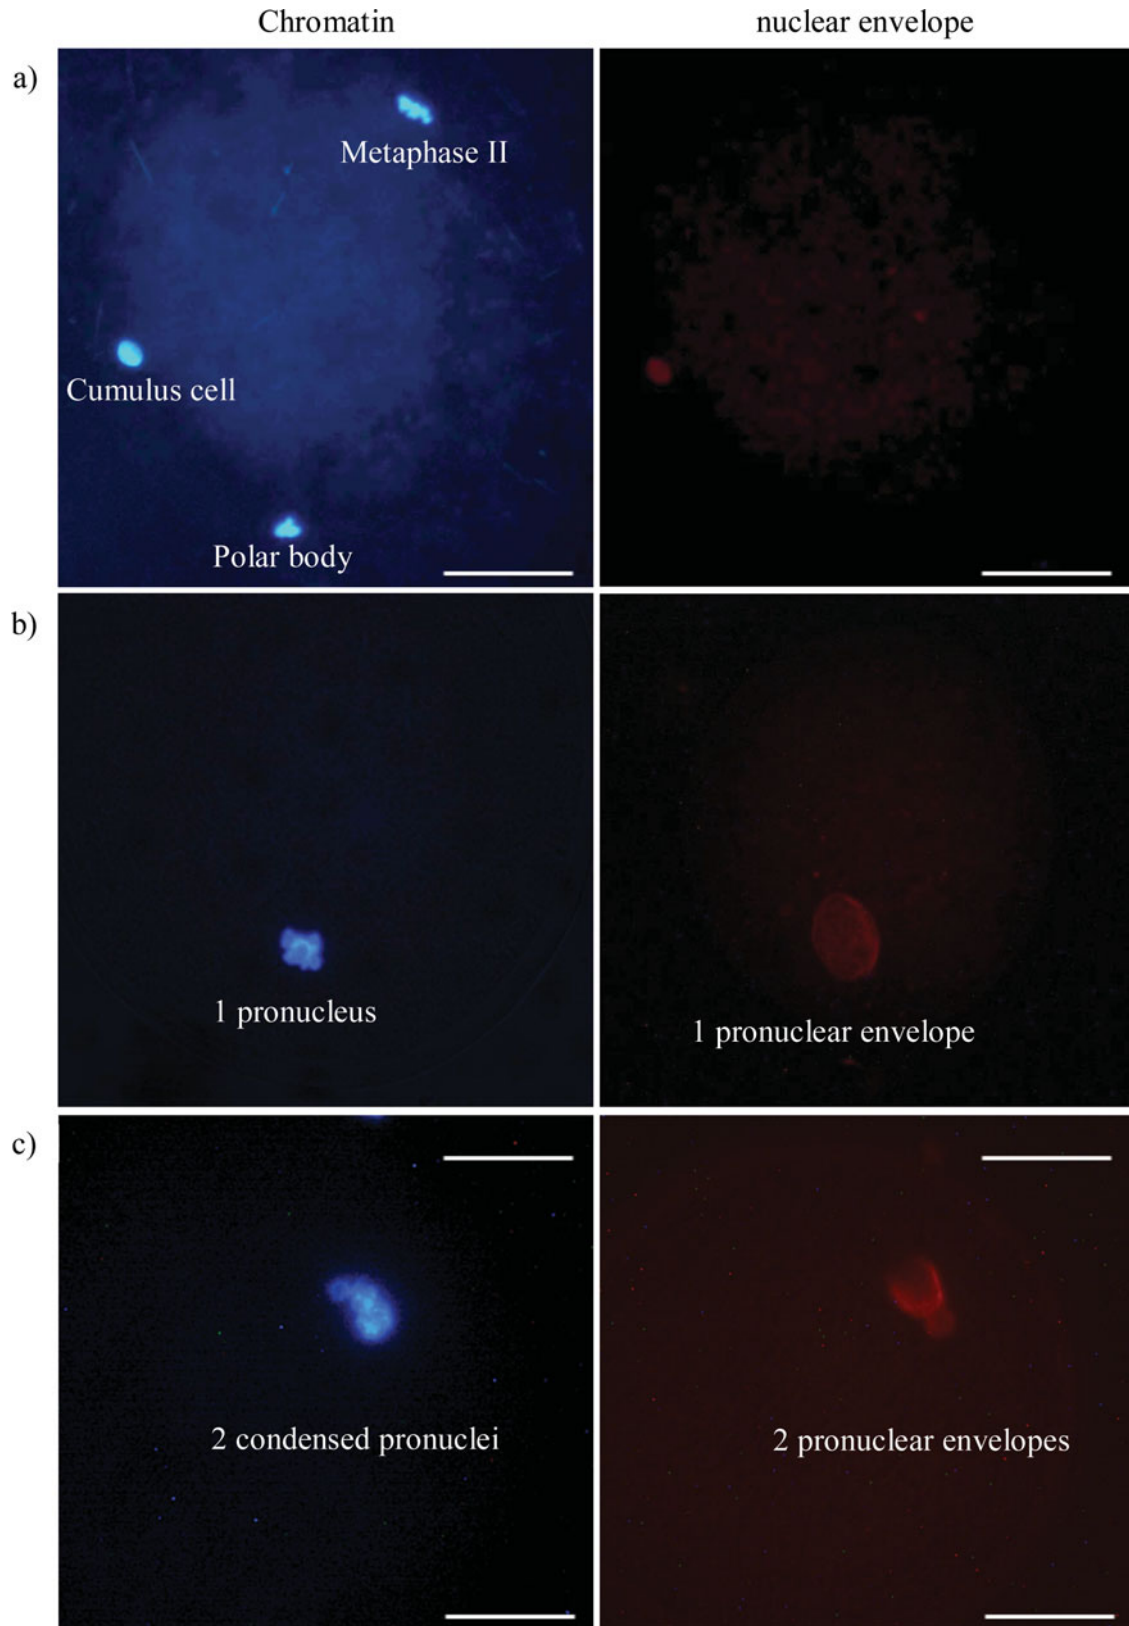 Chromatin
nuclear envelope
a)
Metaphase II
Cumulus cell
Polar body
b)
1 pronucleus
1 pronuclear envelope
c)
2 condensed pronuclei
2 pronuclear envelopes